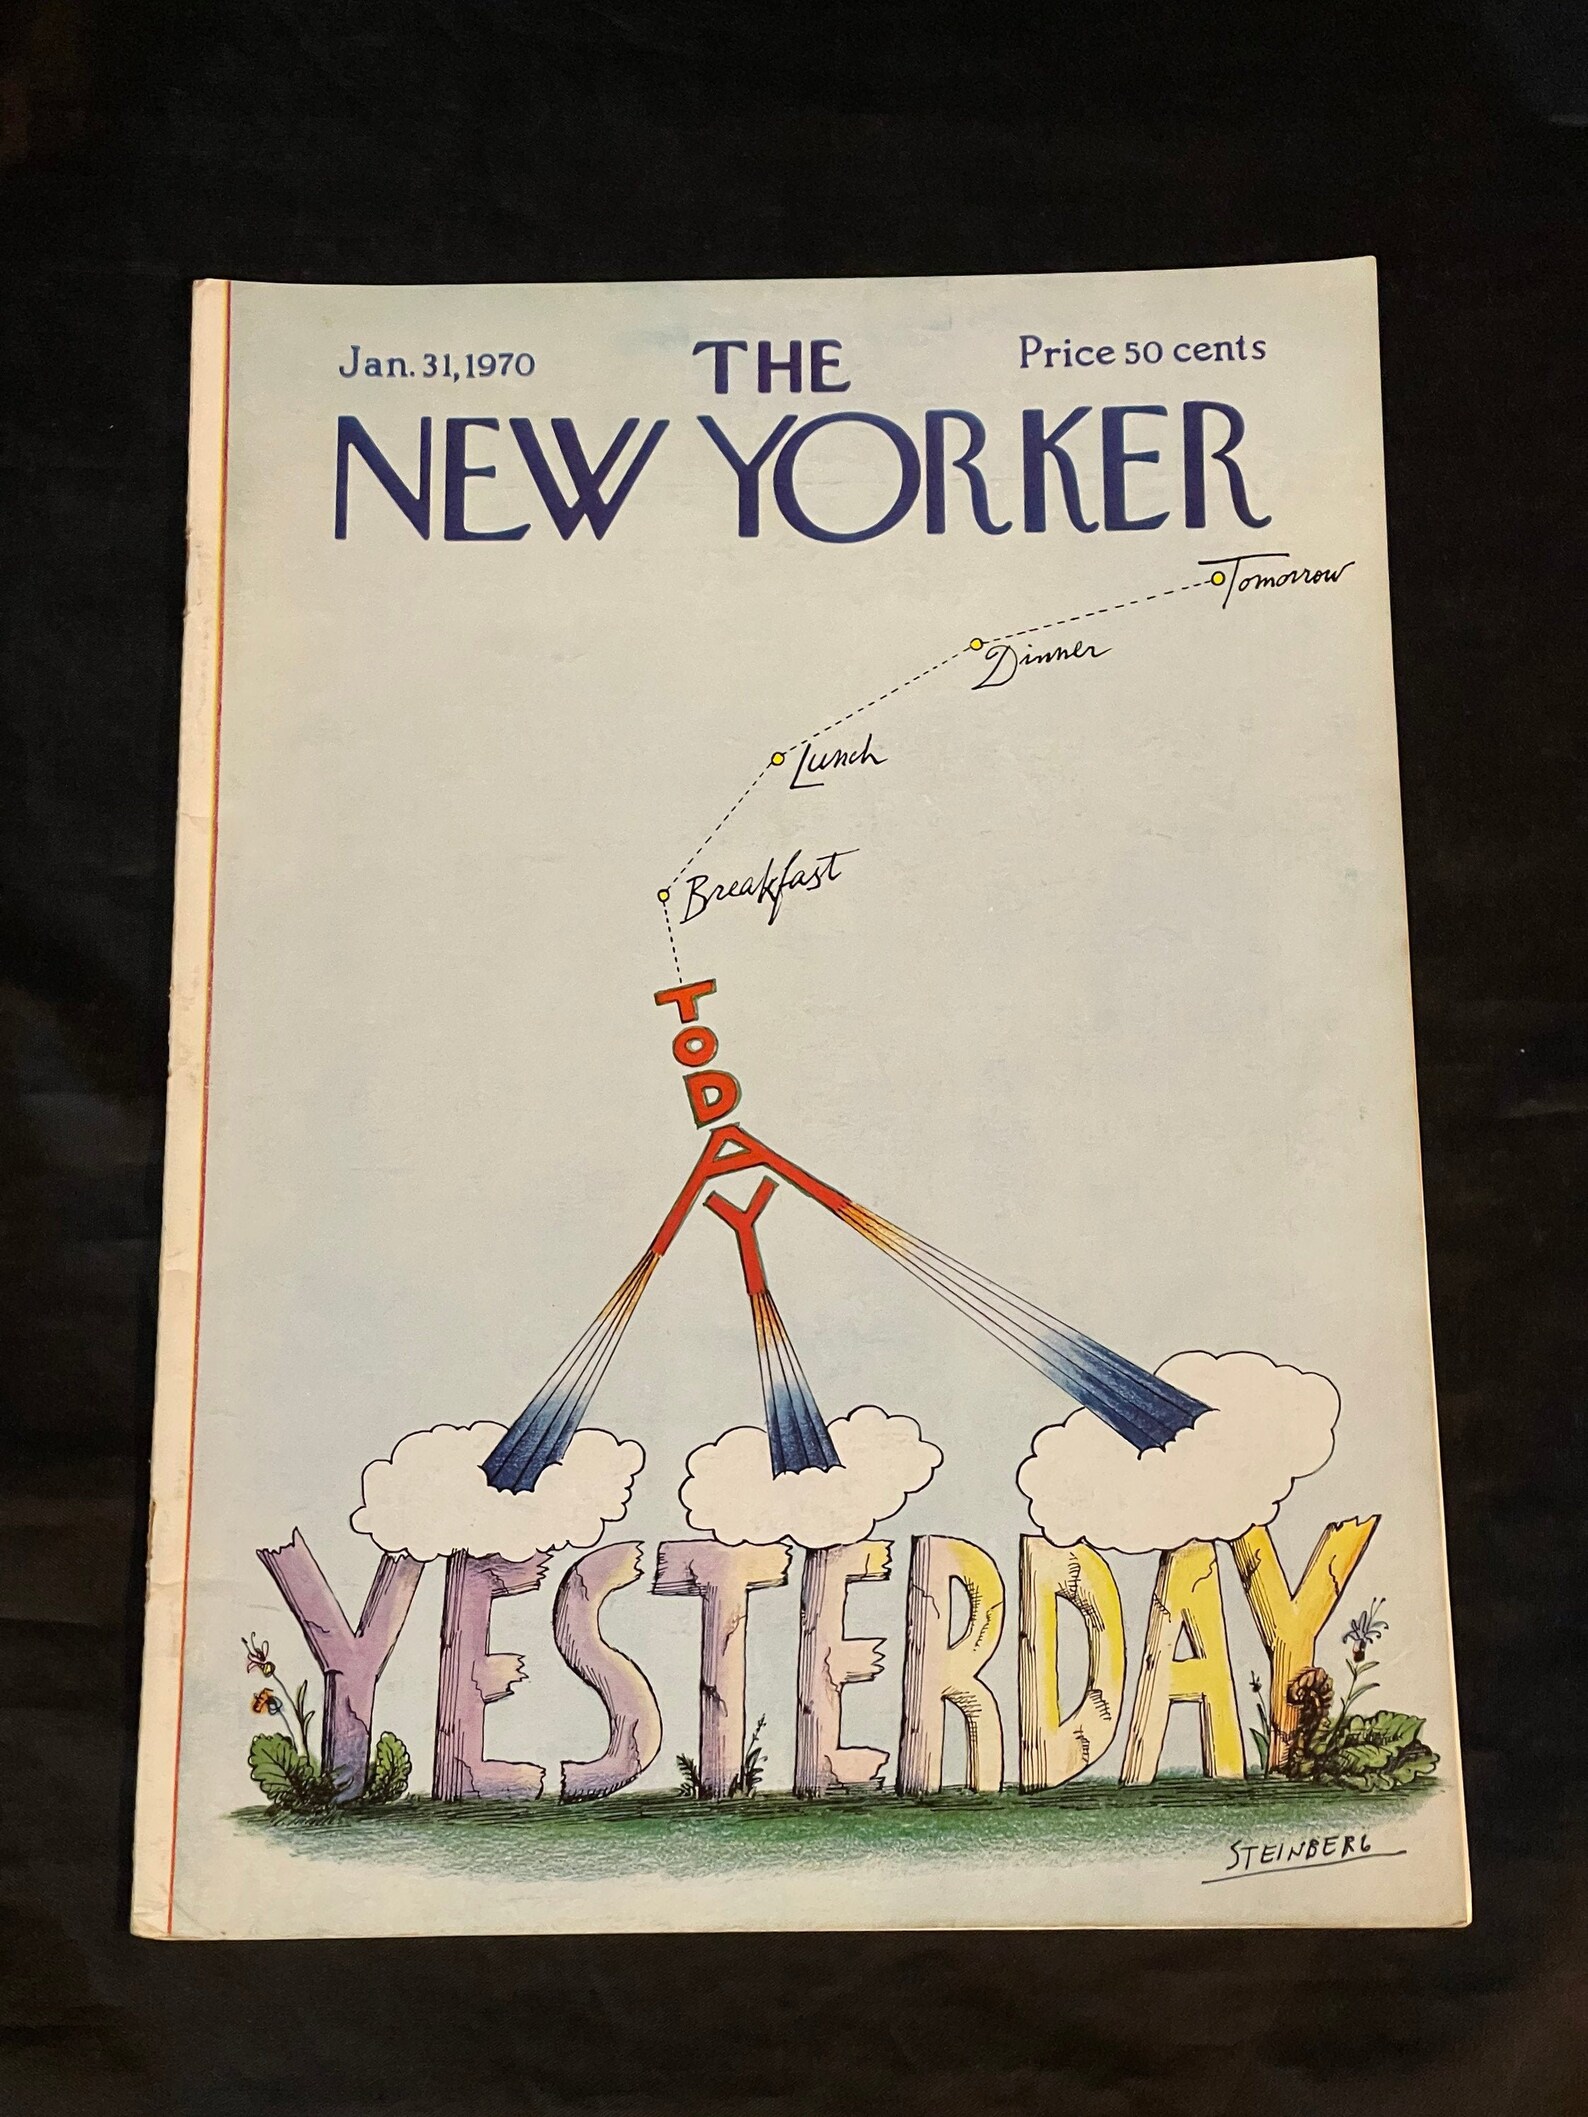 Jan. 31, 1970
THE
Price 50 cents
NEW YORKER
Tomorrow
Dinner
Lunch
Breakfast
TODAY
YESTERDAY
STEINBERG